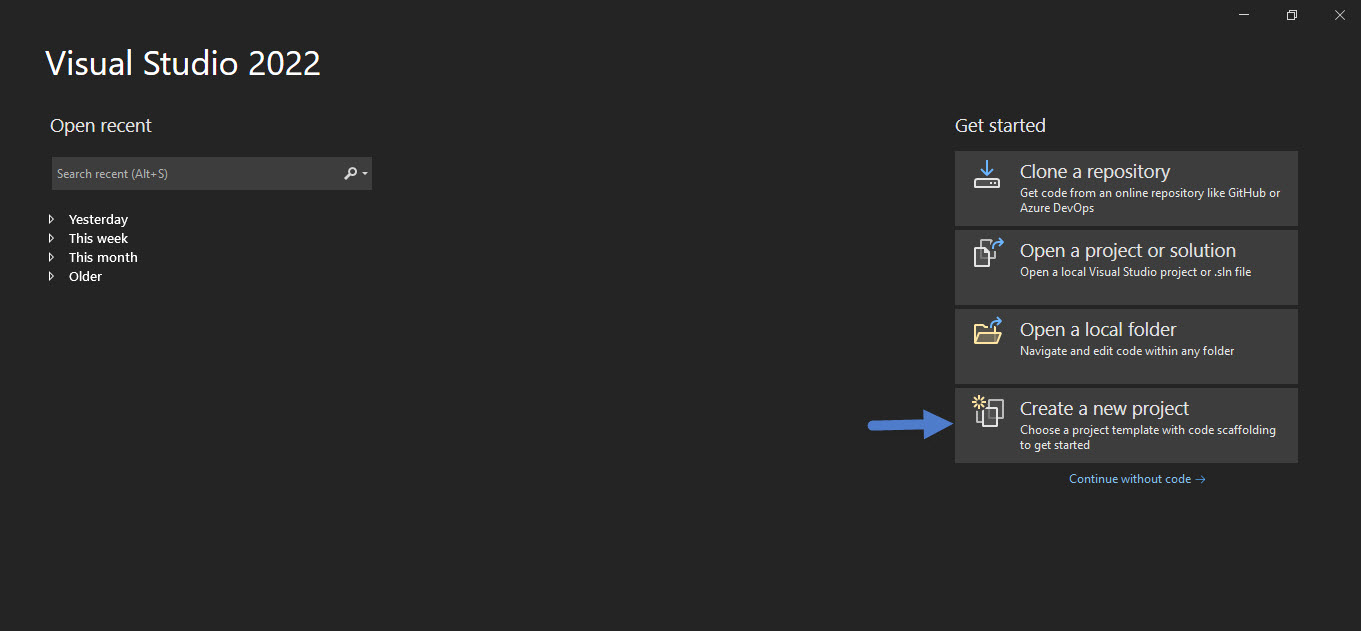 Visual Studio 2022
Open recent
Search recent (Alt+S)
Yesterday
This week
This month
Older
Get started
Clone a repository
Get code from an online repository like GitHub or
Azure DevOps
Open a project or solution
Open a local Visual Studio project or .sln file
Open a local folder
Navigate and edit code within any folder
Create a new project
Choose a project template with code scaffolding
to get started
Continue without code →